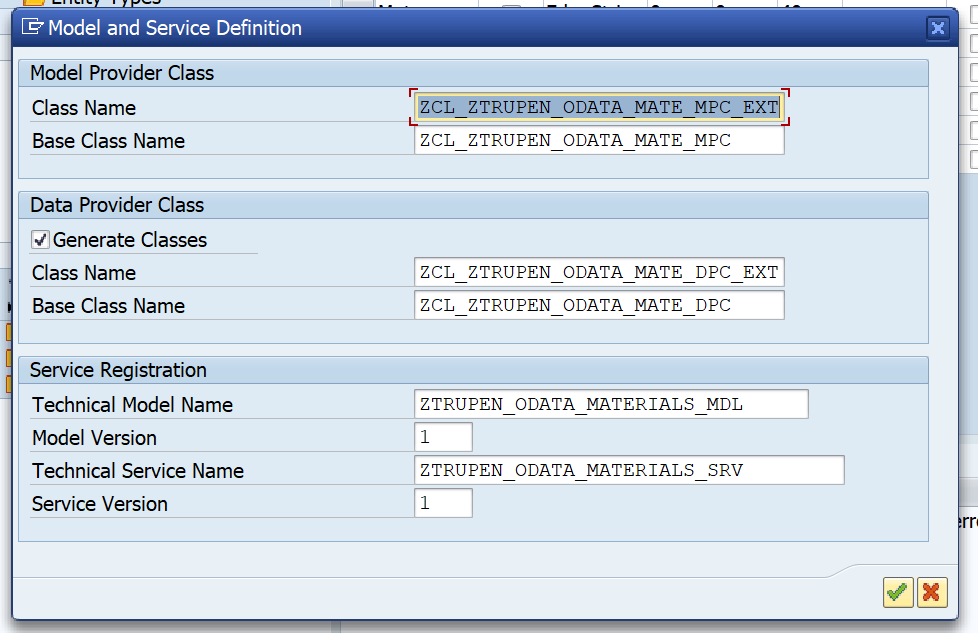 Entity Types
Model and Service Definition
Model Provider Class
Class Name ZCL_ZTRUPEN_ODATA_MATE_MPC_EXT
Base Class Name ZCL_ZTRUPEN_ODATA_MATE_MPC
Data Provider Class
Generate Classes
Class Name ZCL_ZTRUPEN_ODATA_MATE_DPC_EXT
Base Class Name ZCL_ZTRUPEN_ODATA_MATE_DPC
Service Registration
Technical Model Name ZTRUPEN_ODATA_MATERIALS_MDL
Model Version 1
Technical Service Name ZTRUPEN_ODATA_MATERIALS_SRV
Service Version 1